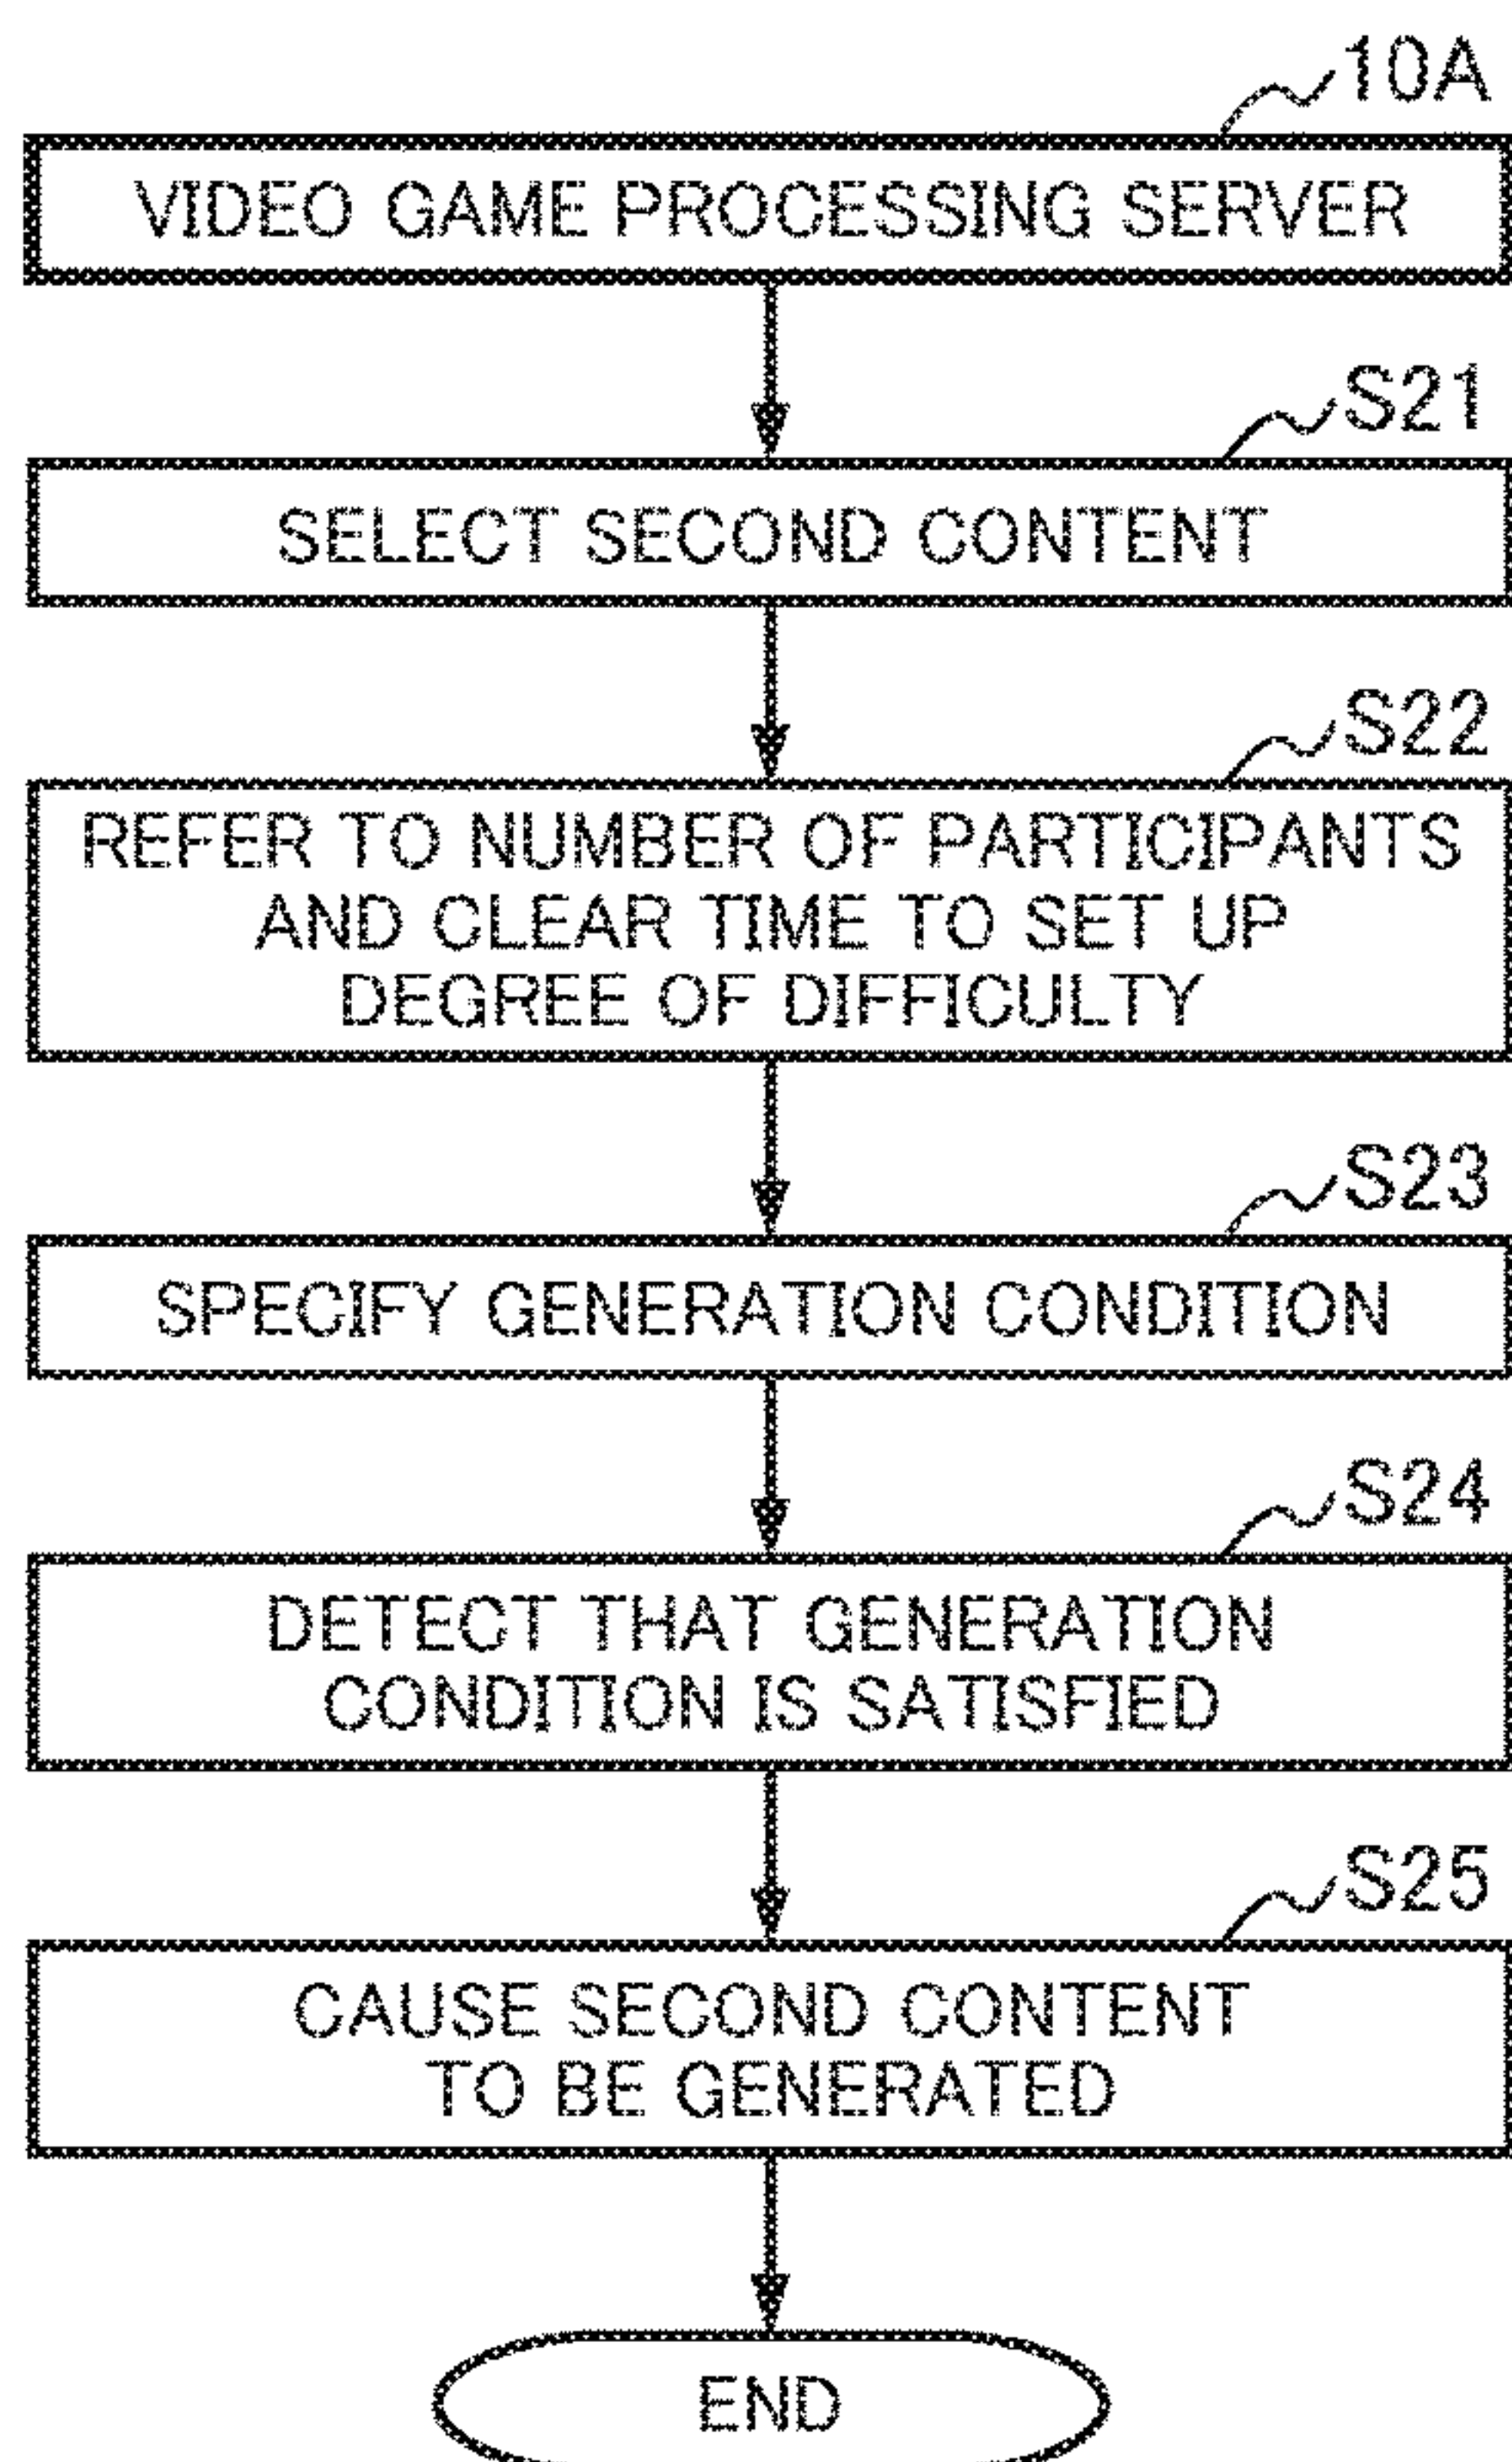 10A
VIDEO GAME PROCESSING SERVER
S21
SELECT SECOND CONTENT
S22
REFER TO NUMBER OF PARTICIPANTS
AND CLEAR TIME TO SET UP
DEGREE OF DIFFICULTY
S23
SPECIFY GENERATION CONDITION
S24
DETECT THAT GENERATION
CONDITION IS SATISFIED
S25
CAUSE SECOND CONTENT
TO BE GENERATED
END